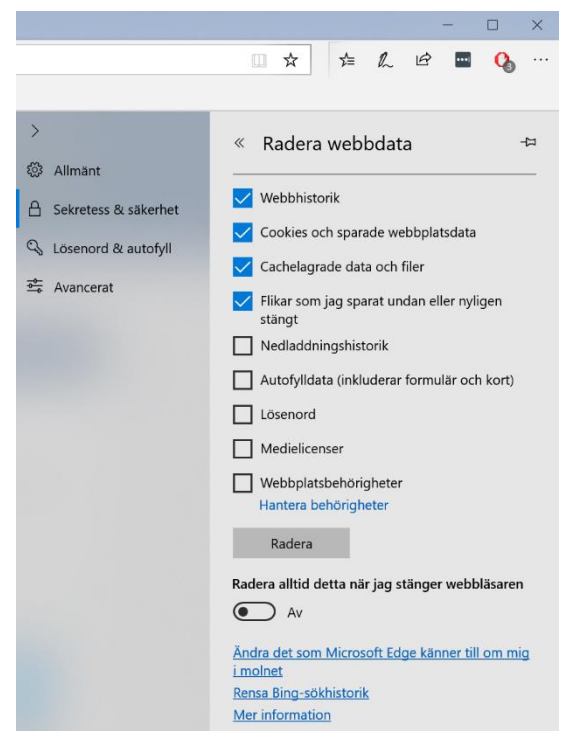 3
Allmänt
Sekretess & säkerhet
Lösenord & autofyll
Avancerat
Radera webbdata
Webbhistorik
Cookies och sparade webbplatsdata
Cachelagrade data och filer
Flikar som jag sparat undan eller nyligen
stängt
Nedladdningshistorik
Autofylldata (inkluderar formulär och kort)
Lösenord
Medielicenser
Webbplatsbehörigheter
Hantera behörigheter
Radera
Radera alltid detta när jag stänger webbläsaren
Av
Ändra det som Microsoft Edge känner till om mig
i molnet
Rensa Bing-sökhistorik
Mer information